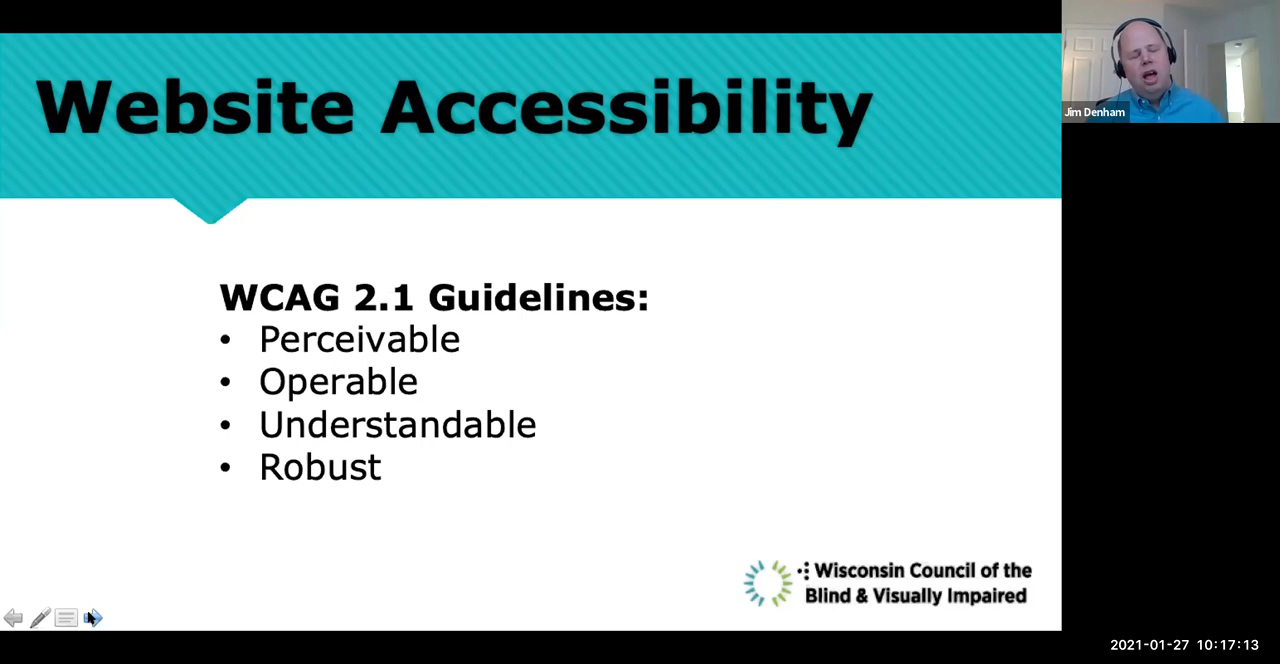 Website Accessibility
Jim Denham
WCAG 2.1 Guidelines:
• Perceivable
• Operable
• Understandable
• Robust
Wisconsin Council of the
Blind & Visually Impaired
2021-01-27 10:17:13